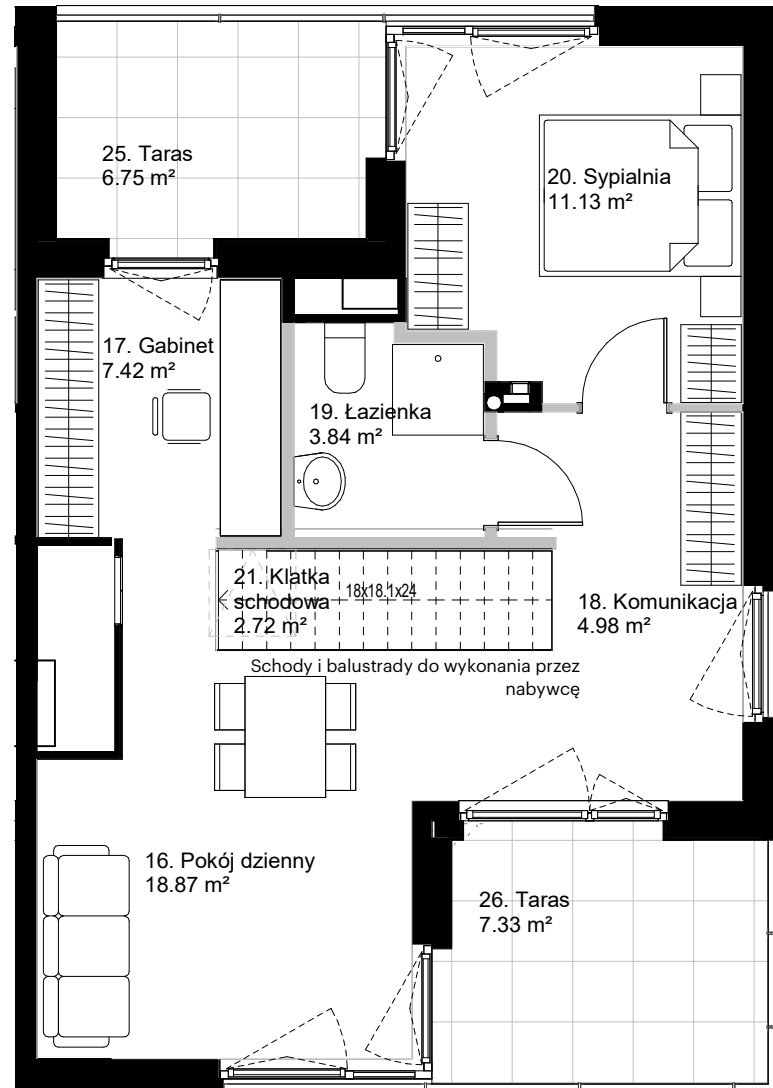 25. Taras
6.75 m²
20. Sypialnia
11.13 m²
17. Gabinet
7.42 m²
19. Łazienka
3.84 m²
21. Klatka
schodowa
2.72 m²
18x18.1x24
18. Komunikacja
4.98 m²
Schody i balustrady do wykonania przez
nabywcę
16. Pokój dzienny
18.87 m²
26. Taras
7.33 m²